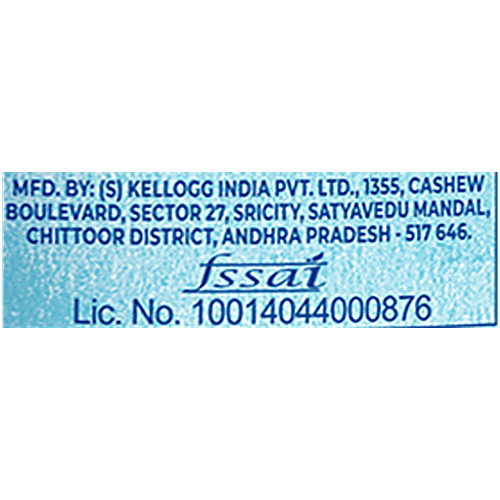 MFD. BY: (S) KELLOGG INDIA PVT. LTD., 1355, CASHEW
BOULEVARD, SECTOR 27, SRICITY, SATYAVEDU MANDAL,
CHITTOOR DISTRICT, ANDHRA PRADESH - 517 646.
fssai
Lic. No. 10014044000876